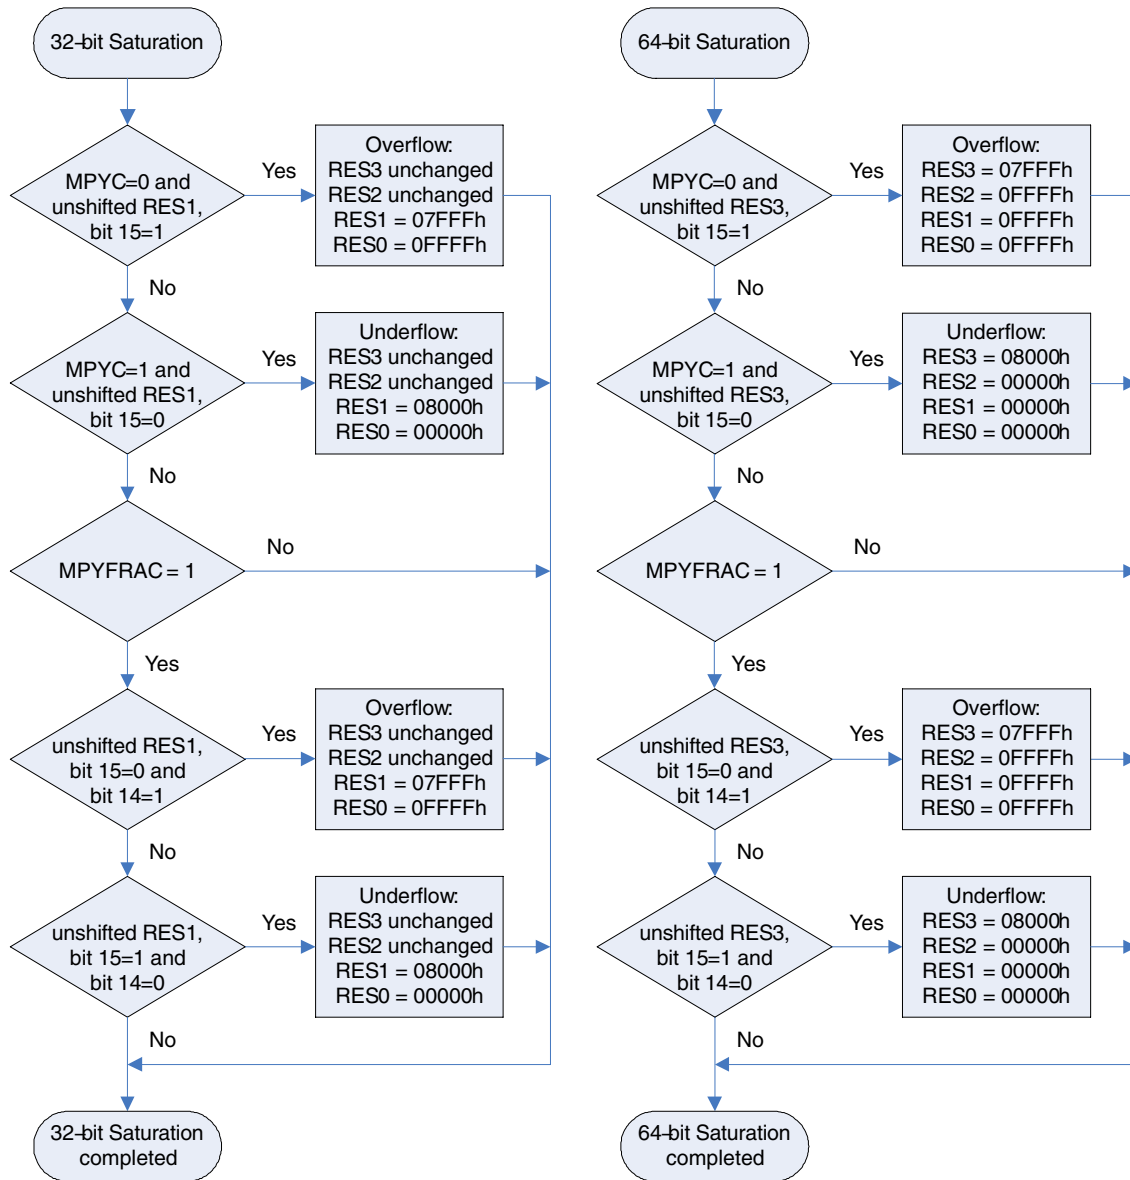 32-bit Saturation
MPYC=0 and
unshifted RES1,
bit 15=1
Yes
Overflow:
RES3 unchanged
RES2 unchanged
RES1 = 07FFFh
RES0 = 0FFFFh
No
MPYC=1 and
unshifted RES1,
bit 15=0
Yes
Underflow:
RES3 unchanged
RES2 unchanged
RES1 = 08000h
RES0 = 00000h
No
MPYFRAC = 1
No
Yes
unshifted RES1,
bit 15=0 and
bit 14=1
Yes
Overflow:
RES3 unchanged
RES2 unchanged
RES1 = 07FFFh
RES0 = 0FFFFh
No
unshifted RES1,
bit 15=1 and
bit 14=0
Yes
Underflow:
RES3 unchanged
RES2 unchanged
RES1 = 08000h
RES0 = 00000h
No
32-bit Saturation
completed
64-bit Saturation
MPYC=0 and
unshifted RES3,
bit 15=1
Yes
Overflow:
RES3 = 07FFFh
RES2 = 0FFFFh
RES1 = 0FFFFh
RES0 = 0FFFFh
No
MPYC=1 and
unshifted RES3,
bit 15=0
Yes
Underflow:
RES3 = 08000h
RES2 = 00000h
RES1 = 00000h
RES0 = 00000h
No
MPYFRAC = 1
No
Yes
unshifted RES3,
bit 15=0 and
bit 14=1
Yes
Overflow:
RES3 = 07FFFh
RES2 = 0FFFFh
RES1 = 0FFFFh
RES0 = 0FFFFh
No
unshifted RES3,
bit 15=1 and
bit 14=0
Yes
Underflow:
RES3 = 08000h
RES2 = 00000h
RES1 = 00000h
RES0 = 00000h
No
64-bit Saturation
completed